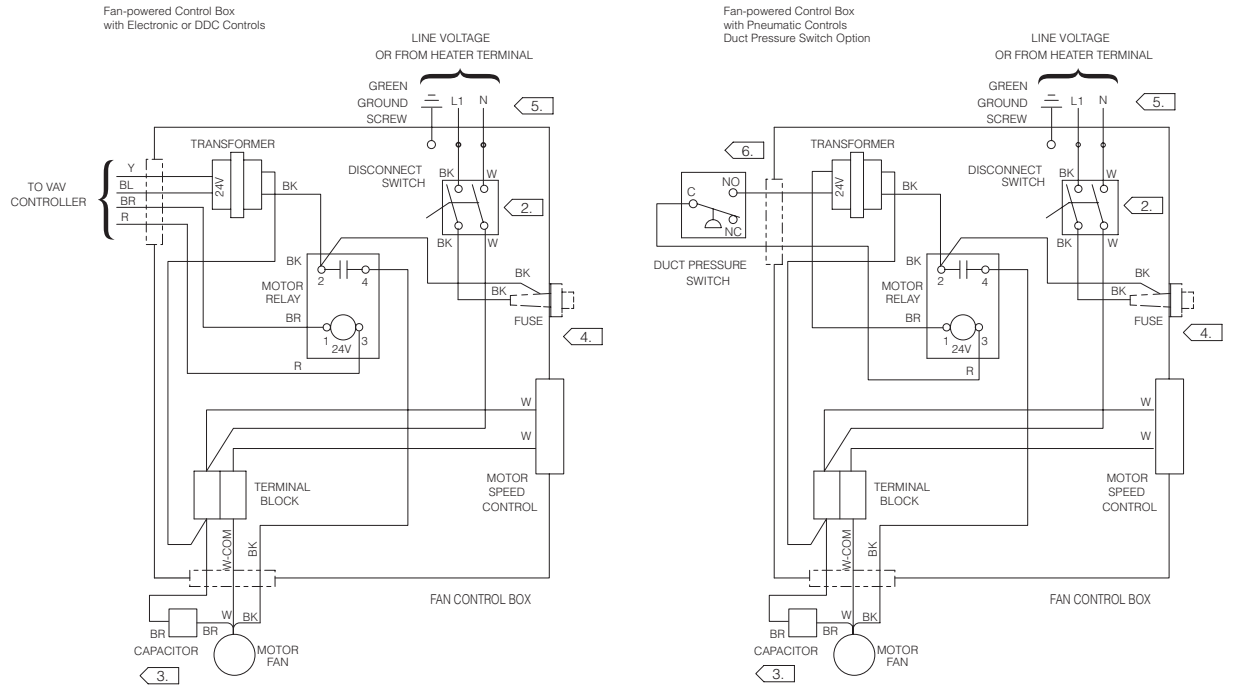 Fan-powered Control Box
with Electronic or DDC Controls
LINE VOLTAGE
OR FROM HEATER TERMINAL
GREEN
GROUND
SCREW
L1
N
5.
TRANSFORMER
24V
BK
DISCONNECT
SWITCH
BK
W
2.
BK
W
TO VAV
CONTROLLER
Y
BL
BR
R
BK
2
4
MOTOR
RELAY
BR
1
3
24V
R
BK
BK
FUSE
4.
W
W
MOTOR
SPEED
CONTROL
TERMINAL
BLOCK
W-COM
BK
FAN CONTROL BOX
W
BK
BR
BR
CAPACITOR
MOTOR
FAN
3.
Fan-powered Control Box
with Pneumatic Controls
Duct Pressure Switch Option
LINE VOLTAGE
OR FROM HEATER TERMINAL
GREEN
GROUND
SCREW
L1
N
5.
6.
TRANSFORMER
24V
BK
DISCONNECT
SWITCH
BK
W
2.
BK
W
C
NO
NC
DUCT PRESSURE
SWITCH
BK
2
4
MOTOR
RELAY
BR
1
3
24V
R
BK
BK
FUSE
4.
W
W
MOTOR
SPEED
CONTROL
TERMINAL
BLOCK
W-COM
BK
FAN CONTROL BOX
W
BK
BR
BR
CAPACITOR
MOTOR
FAN
3.